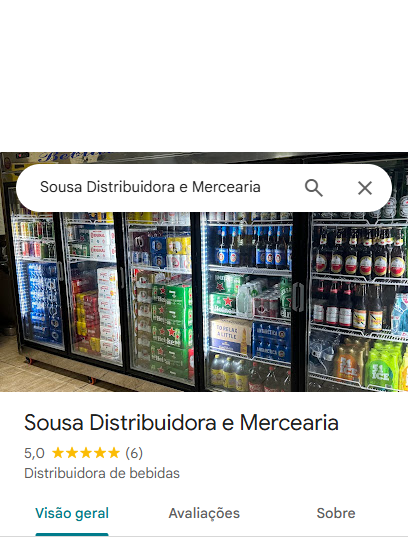 Sousa Distribuidora e Mercearia
Sousa Distribuidora e Mercearia
5,0 ★★★★★ (6)
Distribuidora de bebidas
Visão geral Avaliações Sobre